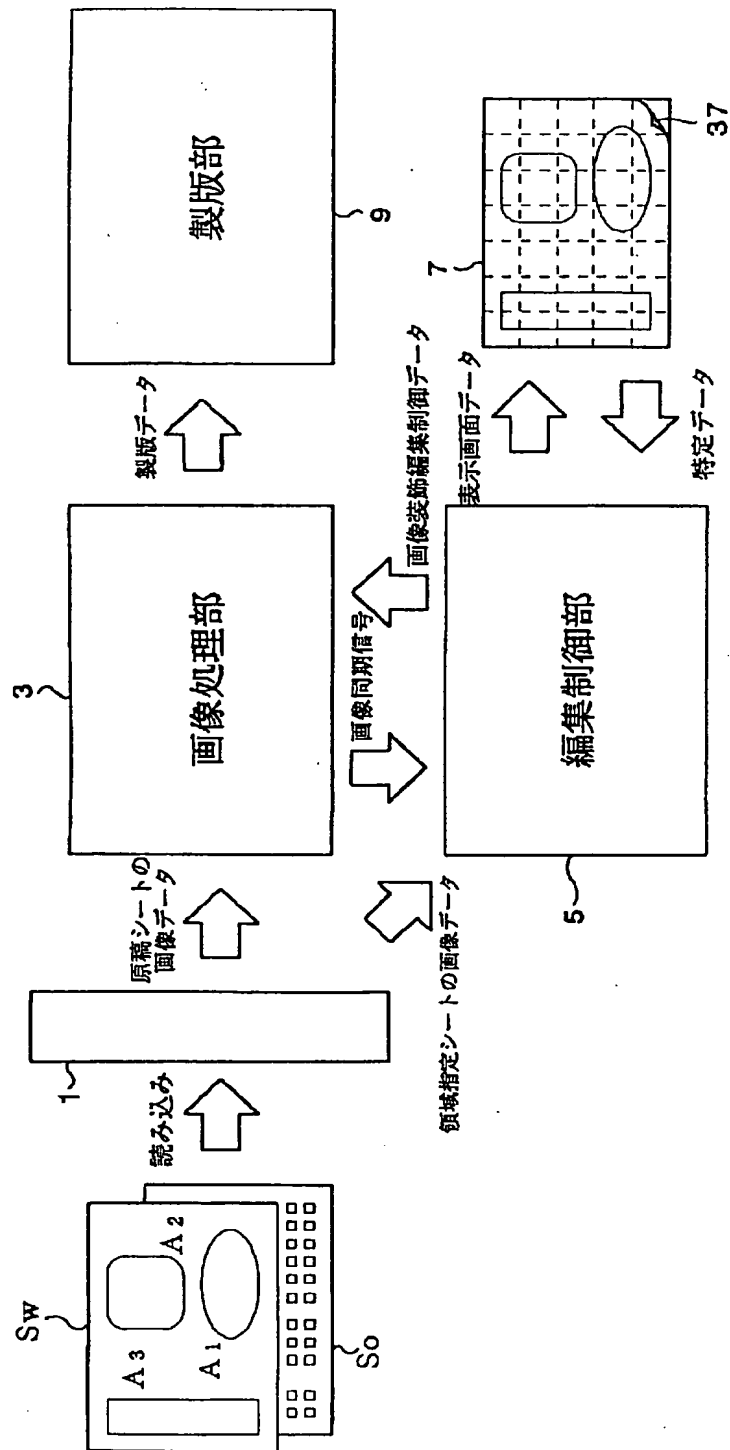 Sw
A3
A2
A1
So
読み込み
1
原稿シートの
画像データ
領域指定シートの画像データ
3
画像処理部
画像同期信号
画像装飾編集制御データ
5
編集制御部
製版データ
製版部
9
表示画面データ
特定データ
7
37